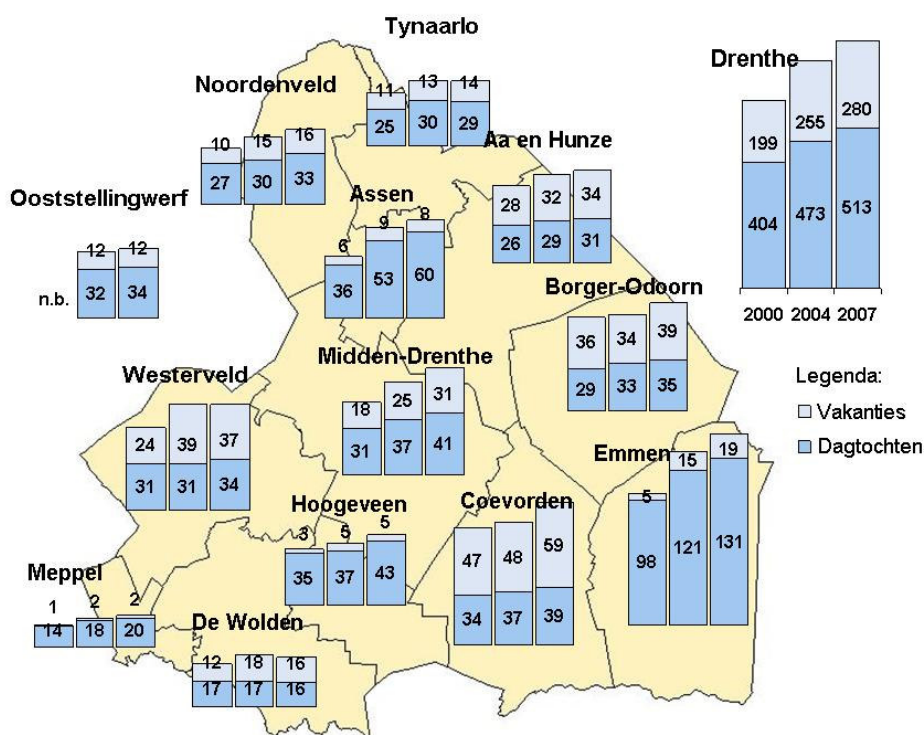 Tynaarlo
11 13 14
25 30 29
Drenthe
199 255 280
404 473 513
2000 2004 2007
Noordenveld
10 15 16
27 30 33
Aa en Hunze
28 32 34
26 29 31
Ooststellingwerf
12 12
n.b. 32 34
Assen
6 9 8
36 53 60
Borger-Odoorn
36 34 39
29 33 35
Legenda:
Vakanties
Dagtochten
Midden-Drenthe
18 25 31
31 37 41
Westerveld
24 39 37
31 31 34
Emmen
5 15 19
98 121 131
Hoogeveen
3 5 5
35 37 43
Coevorden
47 48 59
34 37 39
Meppel
1 2 2
14 18 20
De Wolden
12 18 16
17 17 16